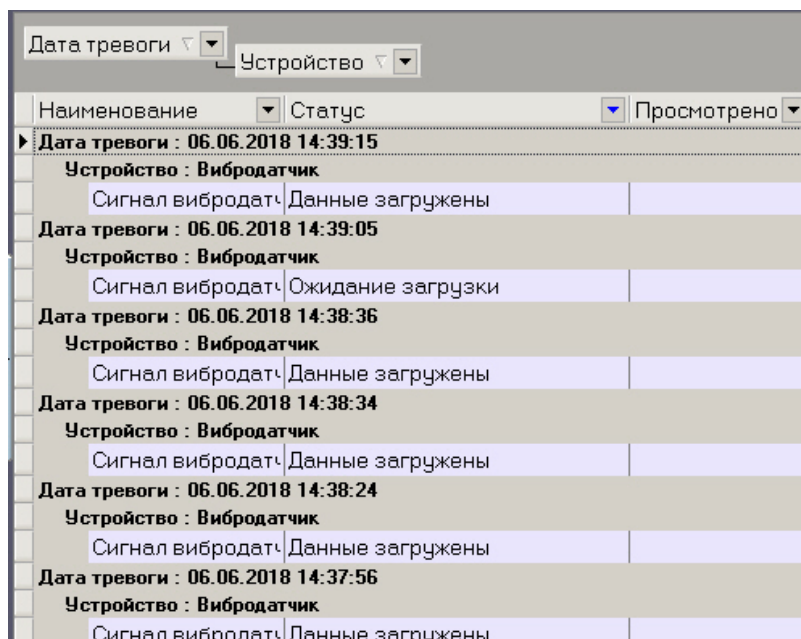 Дата тревоги
Устройство
Наименование Статус Просмотрено
Дата тревоги : 06.06.2018 14:39:15
Устройство : Вибродатчик
Сигнал вибродатч Данные загружены
Дата тревоги : 06.06.2018 14:39:05
Устройство : Вибродатчик
Сигнал вибродатч Ожидание загрузки
Дата тревоги : 06.06.2018 14:38:36
Устройство : Вибродатчик
Сигнал вибродатч Данные загружены
Дата тревоги : 06.06.2018 14:38:34
Устройство : Вибродатчик
Сигнал вибродатч Данные загружены
Дата тревоги : 06.06.2018 14:38:24
Устройство : Вибродатчик
Сигнал вибродатч Данные загружены
Дата тревоги : 06.06.2018 14:37:56
Устройство : Вибродатчик
Сигнал вибродатч Данные загружены